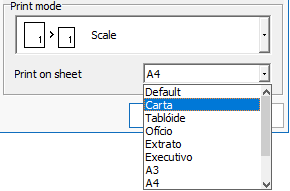 Print mode
1 > 1 Scale
Print on sheet A4
Default
Carta
Tablóide
Ofício
Extrato
Executivo
A3
A4